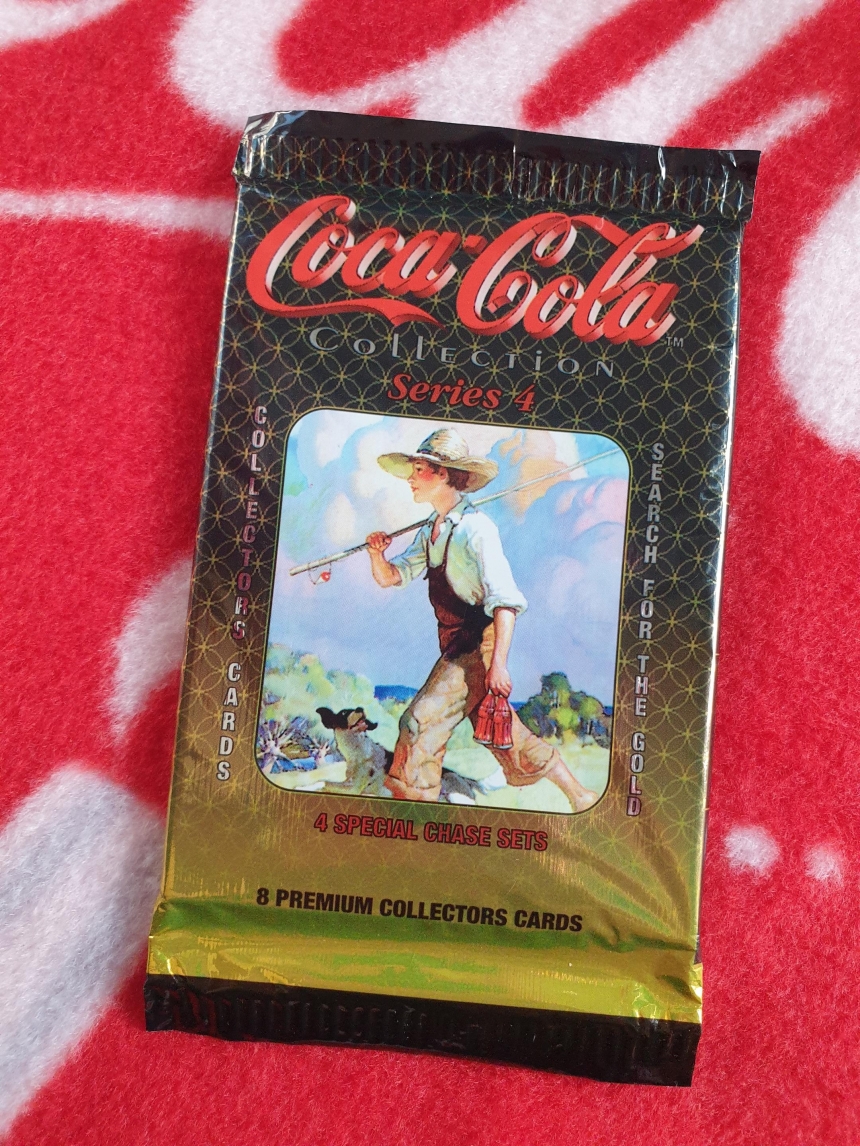 Coca-Cola
TM
COLLECTION
Series 4
COLLECTORS CARDS
SEARCH FOR THE GOLD
4 SPECIAL CHASE SETS
8 PREMIUM COLLECTORS CARDS